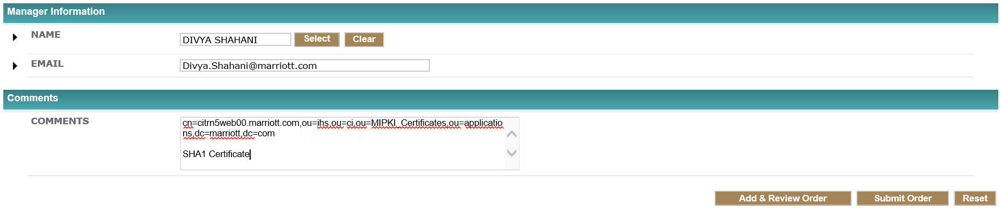 Manager Information
NAME
DIVYA SHAHANI
Select
Clear
EMAIL
Divya.Shahani@marriott.com
Comments
COMMENTS
cn=citrn5web00.marriott.com,ou=ihs,ou=ci,ou=MIPKI_Certificates,ou=applicatio
ns,dc=marriott,dc=com
SHA1 Certificate
Add & Review Order
Submit Order
Reset